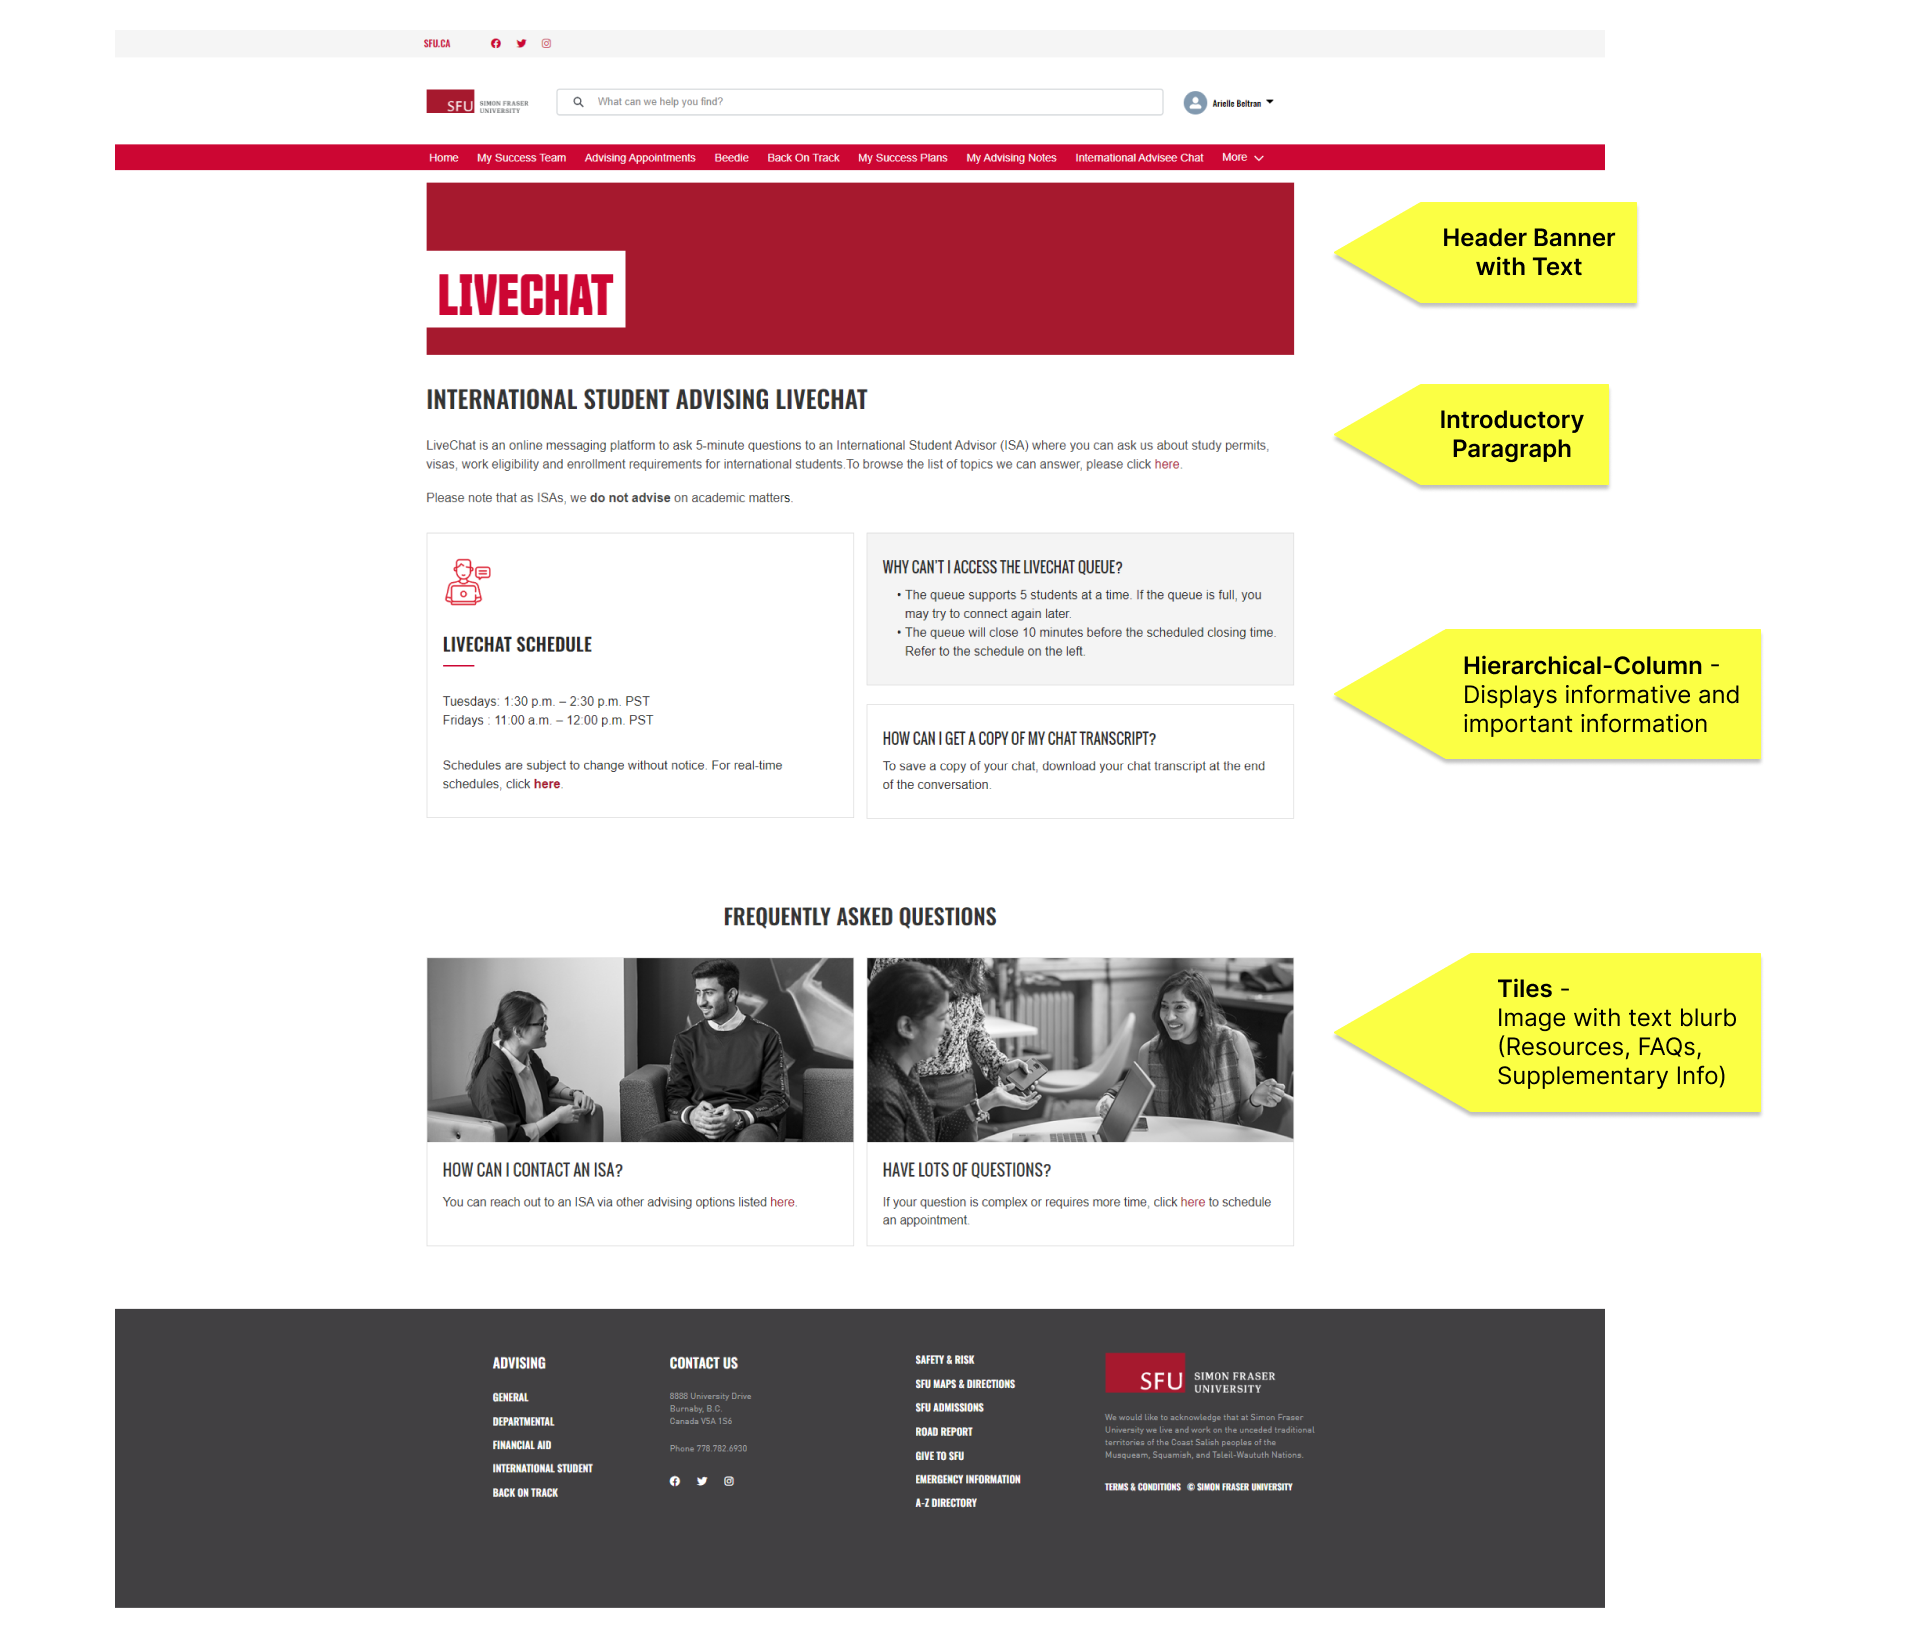 SFU.CA
SFU SIMON FRASER
UNIVERSITY
What can we help you find?
Arielle Beltran
Home My Success Team Advising Appointments Beedie Back On Track My Success Plans My Advising Notes International Advisee Chat More
LIVECHAT
Header Banner
with Text
INTERNATIONAL STUDENT ADVISING LIVECHAT
LiveChat is an online messaging platform to ask 5-minute questions to an International Student Advisor (ISA) where you can ask us about study permits,
visas, work eligibility and enrollment requirements for international students.To browse the list of topics we can answer, please click here.
Please note that as ISAs, we do not advise on academic matters.
Introductory
Paragraph
LIVECHAT SCHEDULE
Tuesdays: 1:30 p.m. – 2:30 p.m. PST
Fridays : 11:00 a.m. – 12:00 p.m. PST
Schedules are subject to change without notice. For real-time
schedules, click here.
WHY CAN'T I ACCESS THE LIVECHAT QUEUE?
• The queue supports 5 students at a time. If the queue is full, you
may try to connect again later.
• The queue will close 10 minutes before the scheduled closing time.
Refer to the schedule on the left.
HOW CAN I GET A COPY OF MY CHAT TRANSCRIPT?
To save a copy of your chat, download your chat transcript at the end
of the conversation.
Hierarchical-Column -
Displays informative and
important information
FREQUENTLY ASKED QUESTIONS
HOW CAN I CONTACT AN ISA?
You can reach out to an ISA via other advising options listed here.
HAVE LOTS OF QUESTIONS?
If your question is complex or requires more time, click here to schedule
an appointment.
Tiles -
Image with text blurb
(Resources, FAQs,
Supplementary Info)
ADVISING
GENERAL
DEPARTMENTAL
FINANCIAL AID
INTERNATIONAL STUDENT
BACK ON TRACK
CONTACT US
8888 University Drive
Burnaby, B.C.
Canada V5A 1S6
Phone 778.782.6930
SAFETY & RISK
SFU MAPS & DIRECTIONS
SFU ADMISSIONS
ROAD REPORT
GIVE TO SFU
EMERGENCY INFORMATION
A-Z DIRECTORY
SFU SIMON FRASER
UNIVERSITY
We would like to acknowledge that at Simon Fraser
University we live and work on the unceded traditional
territories of the Coast Salish peoples of the
Musqueam, Squamish, and Tsleil-Waututh Nations.
TERMS & CONDITIONS © SIMON FRASER UNIVERSITY